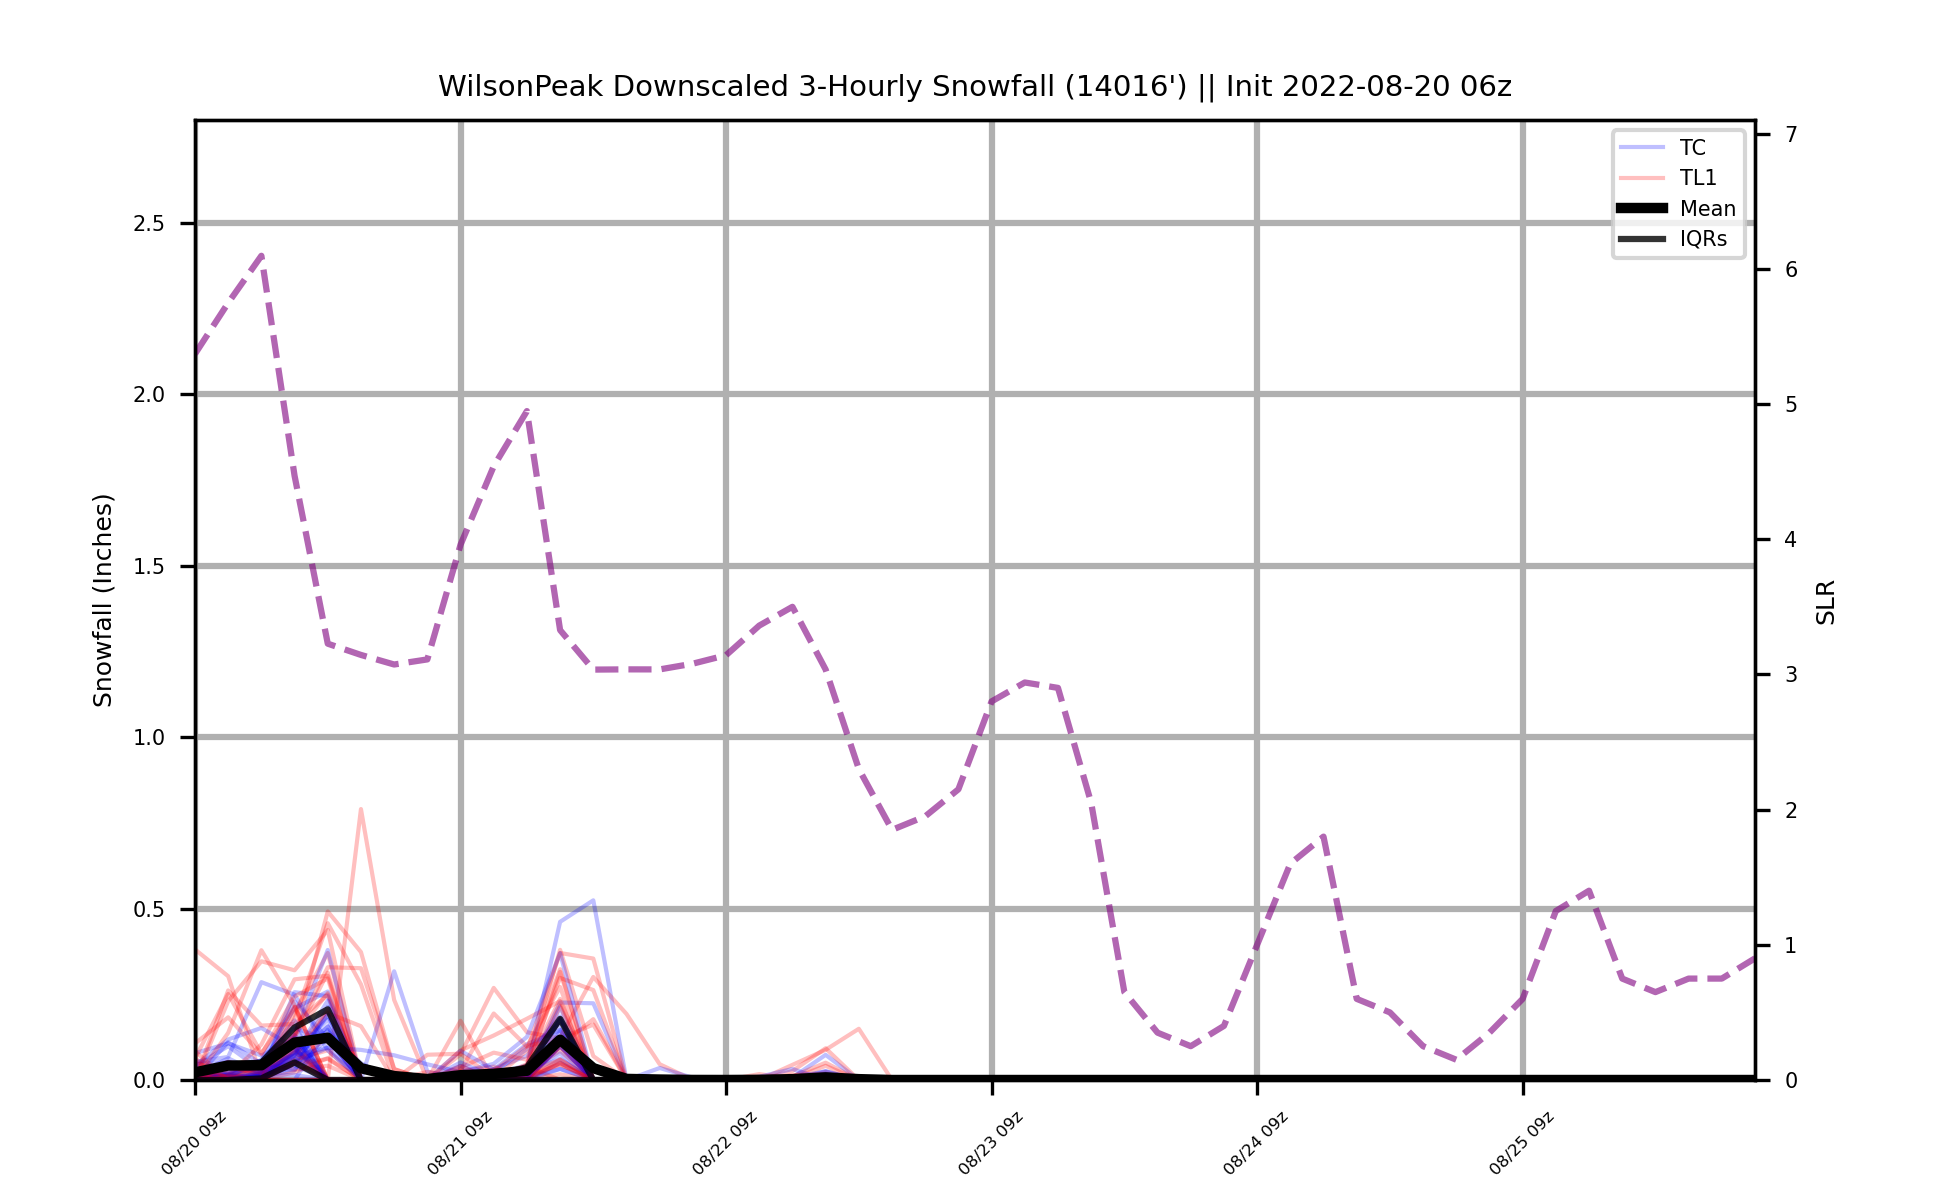 WilsonPeak Downscaled 3-Hourly Snowfall (14016') || Init 2022-08-20 06z
TC
TL1
Mean
IQRs
Snowfall (Inches)
2.5
2.0
1.5
1.0
0.5
0.0
7
6
5
4
3
2
1
0
SLR
08/20 09z
08/21 09z
08/22 09z
08/23 09z
08/24 09z
08/25 09z